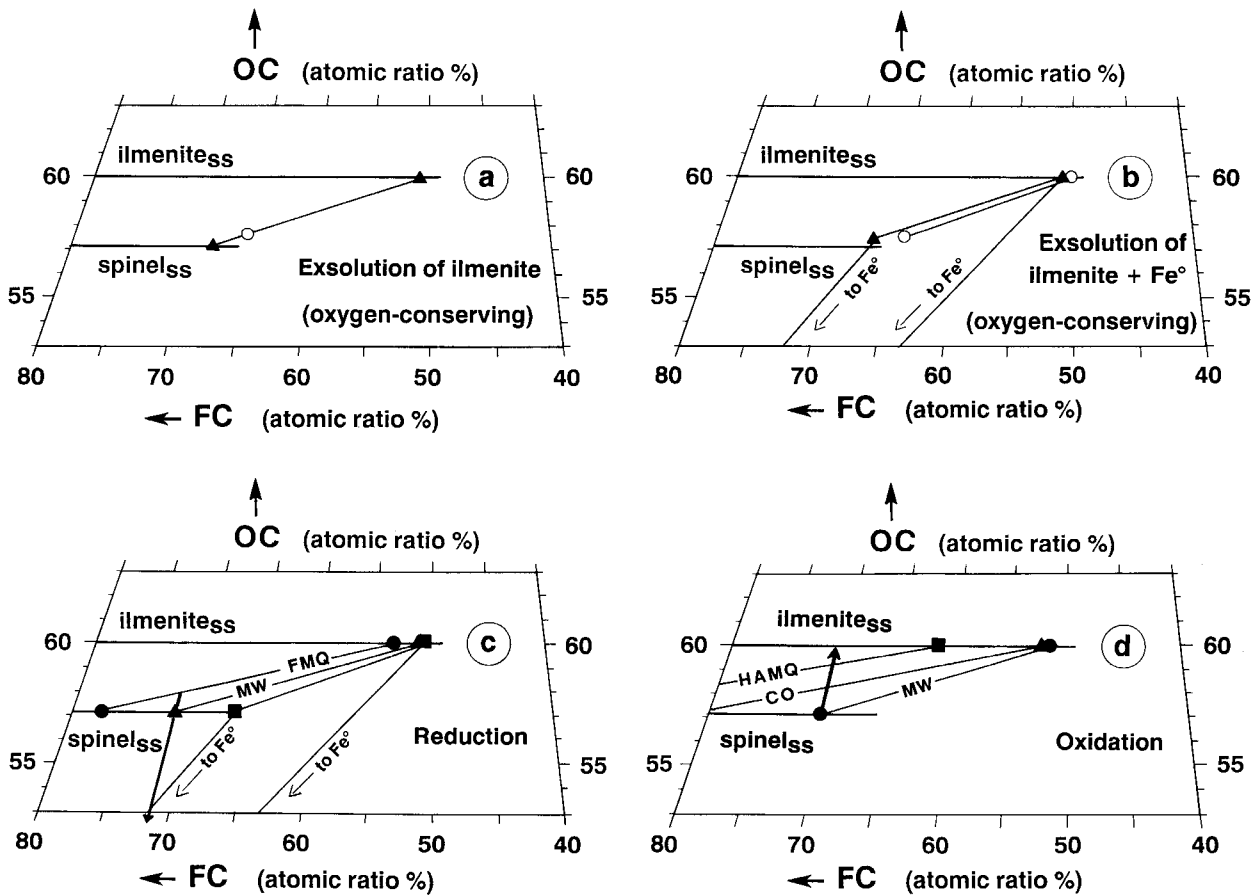 OC (atomic ratio %)
ilmeniteSS
a
60
60
spinelSS
Exsolution of ilmenite
(oxygen-conserving)
55
55
80 70 60 50 40
FC (atomic ratio %)
OC (atomic ratio %)
ilmeniteSS
b
60
60
spinelSS
Exsolution of
ilmenite + Fe°
(oxygen-conserving)
to Fe°
to Fe°
55
55
80 70 60 50 40
FC (atomic ratio %)
OC (atomic ratio %)
ilmeniteSS
c
60
60
FMQ
MW
spinelSS
Reduction
to Fe°
to Fe°
55
55
80 70 60 50 40
FC (atomic ratio %)
OC (atomic ratio %)
ilmeniteSS
d
60
60
HAMQ
CO
MW
spinelSS
Oxidation
55
55
80 70 60 50 40
FC (atomic ratio %)